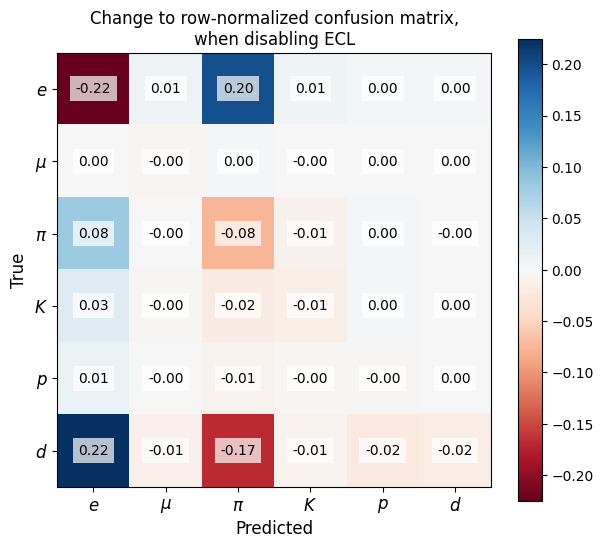 Change to row-normalized confusion matrix,
when disabling ECL
e -0.22 0.01 0.20 0.01 0.00 0.00
μ 0.00 -0.00 0.00 -0.00 0.00 0.00
π 0.08 -0.00 -0.08 -0.01 0.00 -0.00
K 0.03 -0.00 -0.02 -0.01 0.00 0.00
p 0.01 -0.00 -0.01 -0.00 -0.00 0.00
d 0.22 -0.01 -0.17 -0.01 -0.02 -0.02
e μ π K p d
Predicted
True
0.20
0.15
0.10
0.05
0.00
−0.05
−0.10
−0.15
−0.20